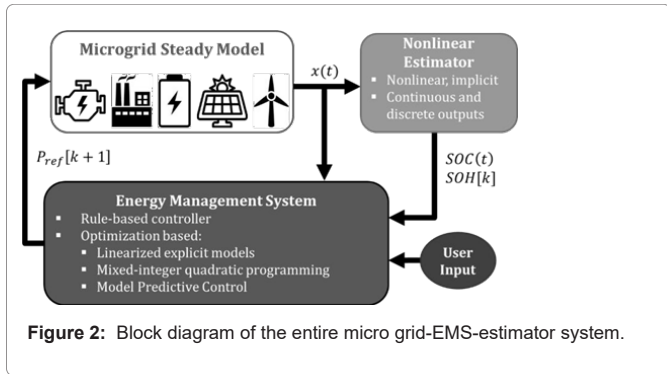 Microgrid Steady Model
x(t)
Nonlinear
Estimator
▪ Nonlinear, implicit
▪ Continuous and
discrete outputs
P_ref[k + 1]
SOC(t)
SOH[k]
Energy Management System
▪ Rule-based controller
▪ Optimization based:
▪ Linearized explicit models
▪ Mixed-integer quadratic programming
▪ Model Predictive Control
User
Input
Figure 2: Block diagram of the entire micro grid-EMS-estimator system.